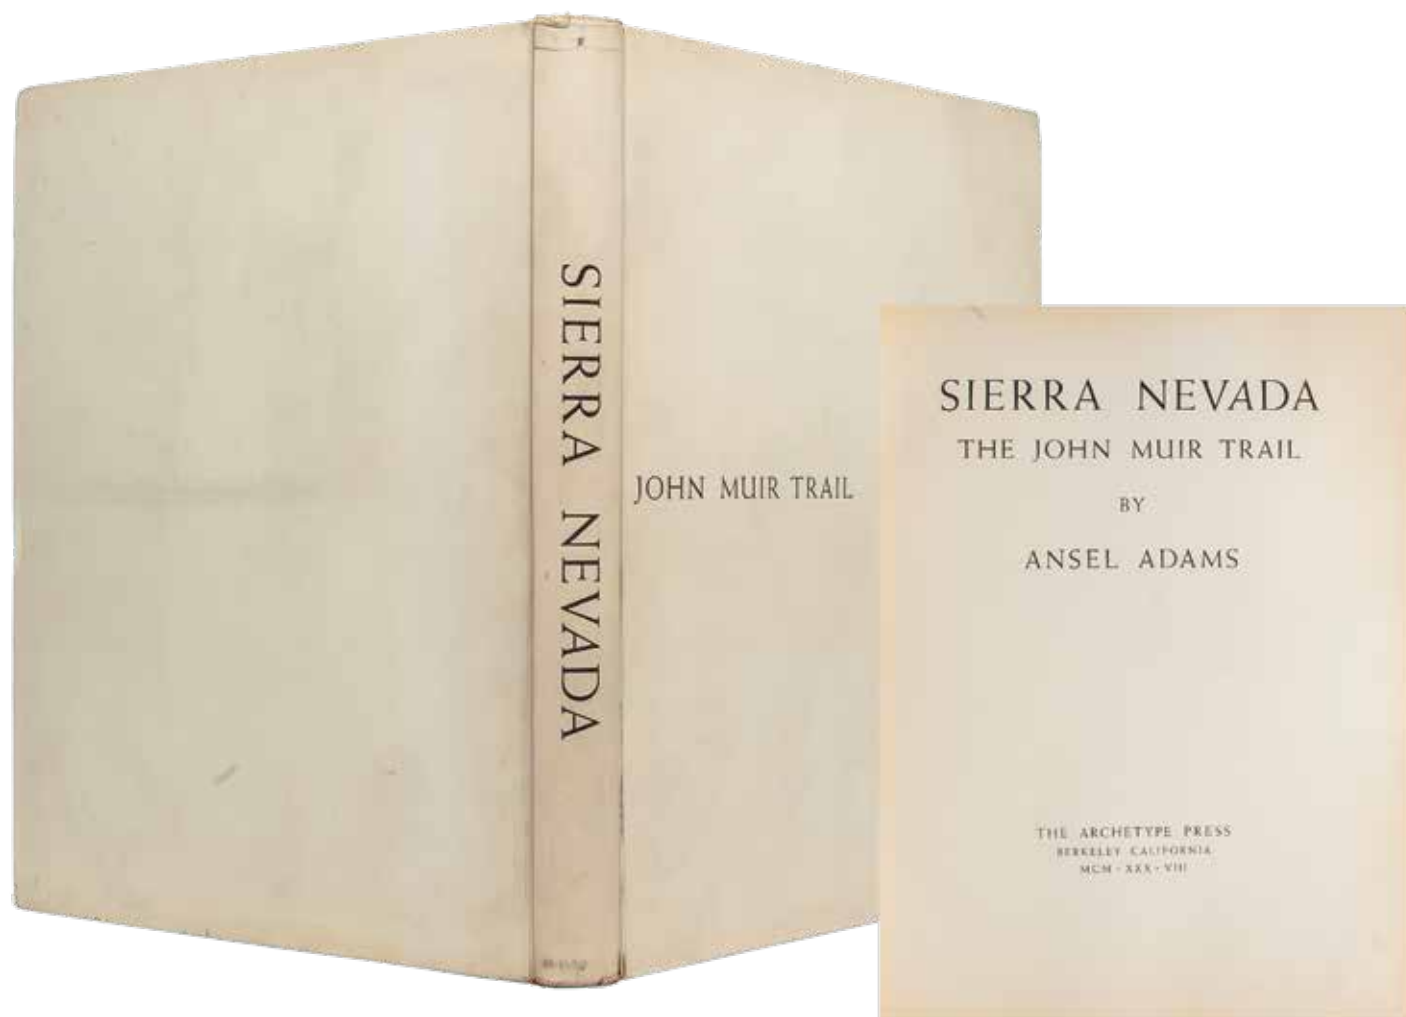 SIERRA NEVADA
JOHN MUIR TRAIL
SIERRA NEVADA
THE JOHN MUIR TRAIL
BY
ANSEL ADAMS
THE ARCHETYPE PRESS
BERKELEY CALIFORNIA
MCM · XXX · VIII